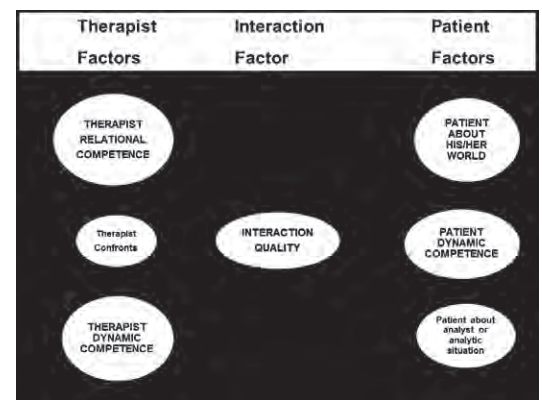 Therapist Factors
Interaction Factor
Patient Factors
THERAPIST
RELATIONAL
COMPETENCE
PATIENT
ABOUT
HIS/HER
WORLD
Therapist
Confronts
INTERACTION
QUALITY
PATIENT
DYNAMIC
COMPETENCE
THERAPIST
DYNAMIC
COMPETENCE
Patient about
analyst or
analytic
situation